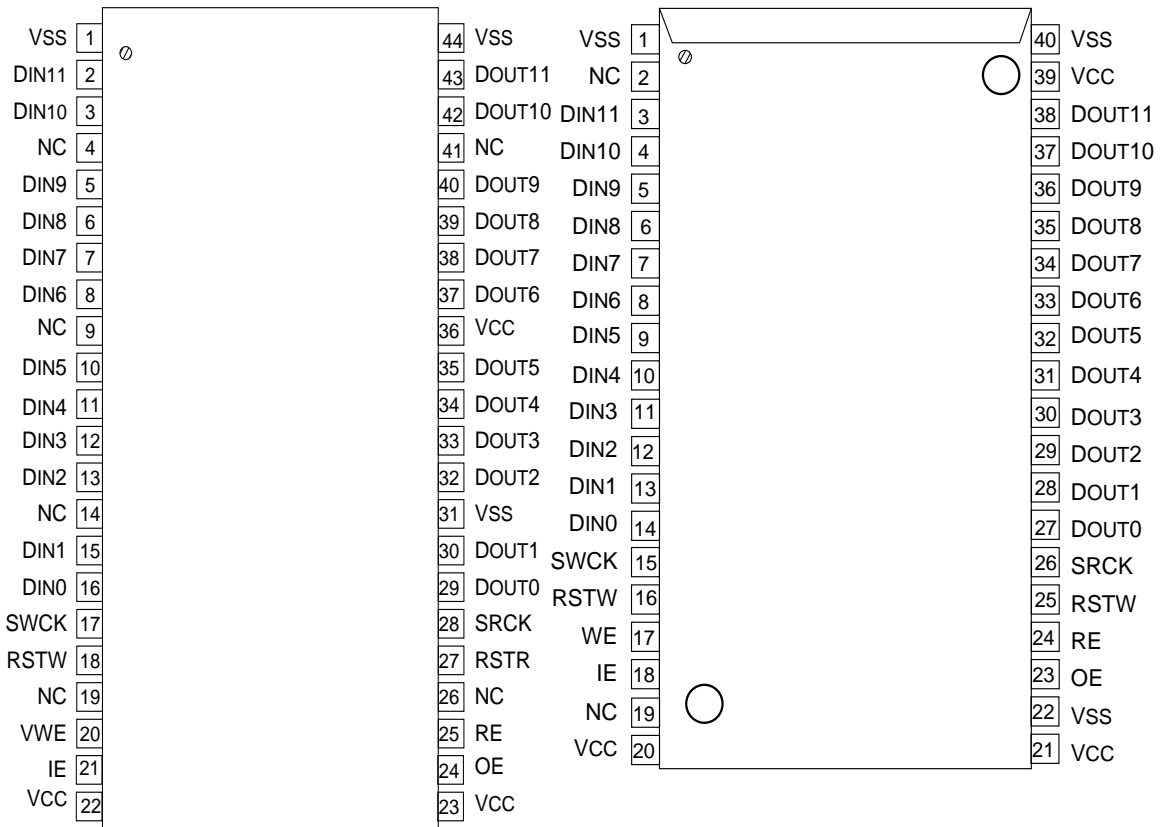 VSS 1 44 VSS
DIN11 2 43 DOUT11
DIN10 3 42 DOUT10
NC 4 41 NC
DIN9 5 40 DOUT9
DIN8 6 39 DOUT8
DIN7 7 38 DOUT7
DIN6 8 37 DOUT6
NC 9 36 VCC
DIN5 10 35 DOUT5
DIN4 11 34 DOUT4
DIN3 12 33 DOUT3
DIN2 13 32 DOUT2
NC 14 31 VSS
DIN1 15 30 DOUT1
DIN0 16 29 DOUT0
SWCK 17 28 SRCK
RSTW 18 27 RSTR
NC 19 26 NC
VWE 20 25 RE
IE 21 24 OE
VCC 22 23 VCC
VSS 1 40 VSS
NC 2 39 VCC
DIN11 3 38 DOUT11
DIN10 4 37 DOUT10
DIN9 5 36 DOUT9
DIN8 6 35 DOUT8
DIN7 7 34 DOUT7
DIN6 8 33 DOUT6
DIN5 9 32 DOUT5
DIN4 10 31 DOUT4
DIN3 11 30 DOUT3
DIN2 12 29 DOUT2
DIN1 13 28 DOUT1
DIN0 14 27 DOUT0
SWCK 15 26 SRCK
RSTW 16 25 RSTW
WE 17 24 RE
IE 18 23 OE
NC 19 22 VSS
VCC 20 21 VCC